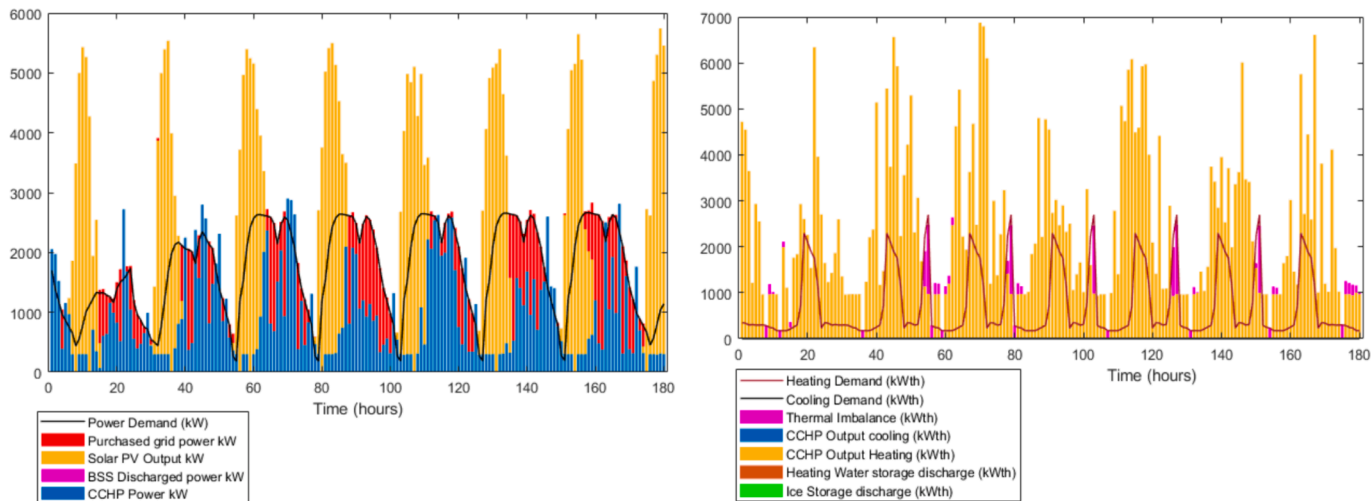 6000
5000
4000
3000
2000
1000
0
0 20 40 60 80 100 120 140 160 180
Time (hours)
Power Demand (kW)
Purchased grid power kW
Solar PV Output kW
BSS Discharged power kW
CCHP Power kW
7000
6000
5000
4000
3000
2000
1000
0
0 20 40 60 80 100 120 140 160 180
Time (hours)
Heating Demand (kWth)
Cooling Demand (kWth)
Thermal Imbalance (kWth)
CCHP Output cooling (kWth)
CCHP Output Heating (kWth)
Heating Water storage discharge (kWth)
Ice Storage discharge (kWth)